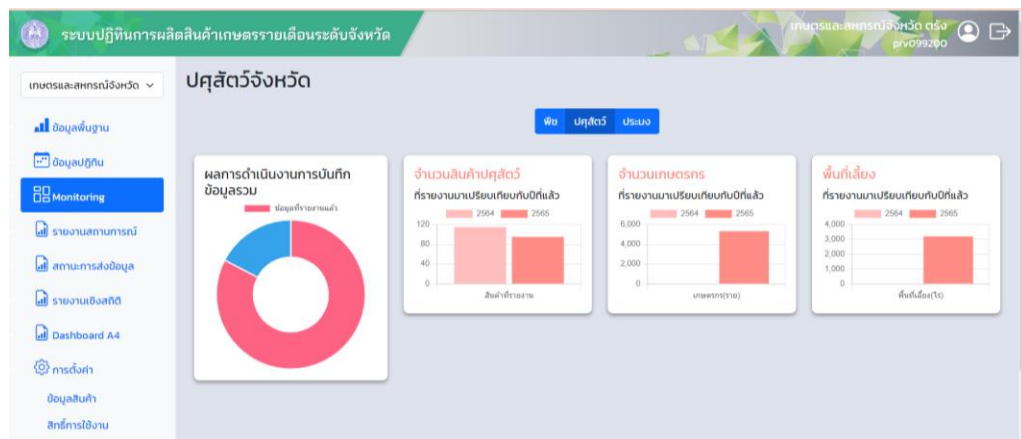 ระบบปฏิทินการผลิตสินค้าเกษตรรายเดือนระดับจังหวัด
เกษตรและสหกรณ์จังหวัด ตรัง
prv099200
เกษตรและสหกรณ์จังหวัด
ข้อมูลพื้นฐาน
ข้อมูลปฏิทิน
Monitoring
รายงานสถานการณ์
สถานะการส่งข้อมูล
รายงานเชิงสถิติ
Dashboard A4
การตั้งค่า
ข้อมูลสินค้า
สิทธิ์การใช้งาน
ปศุสัตว์จังหวัด
พืช ปศุสัตว์ ประมง
ผลการดำเนินงานการบันทึก
ข้อมูลรวม
ข้อมูลที่รายงานแล้ว
จำนวนสินค้าปศุสัตว์
ที่รายงานมาเปรียบเทียบกับปีที่แล้ว
2564 2565
120
80
40
0
สินค้าที่รายงาน
จำนวนเกษตรกร
ที่รายงานมาเปรียบเทียบกับปีที่แล้ว
2564 2565
6,000
4,000
2,000
0
เกษตรกร(ราย)
พื้นที่เลี้ยง
ที่รายงานมาเปรียบเทียบกับปีที่แล้ว
2564 2565
4,000
3,000
2,000
1,000
0
พื้นที่เลี้ยง(ไร่)